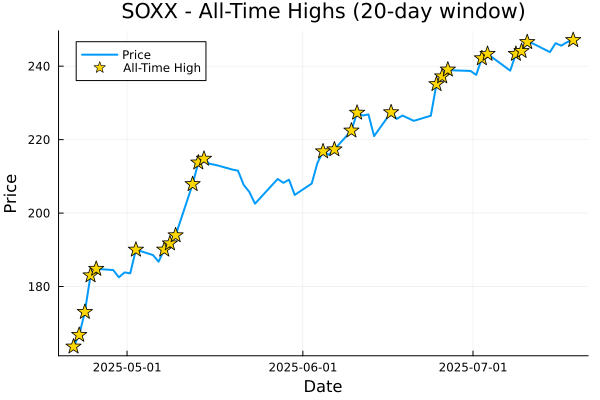 SOXX - All-Time Highs (20-day window)
Price
All-Time High
240
220
200
180
Price
2025-05-01
2025-06-01
2025-07-01
Date